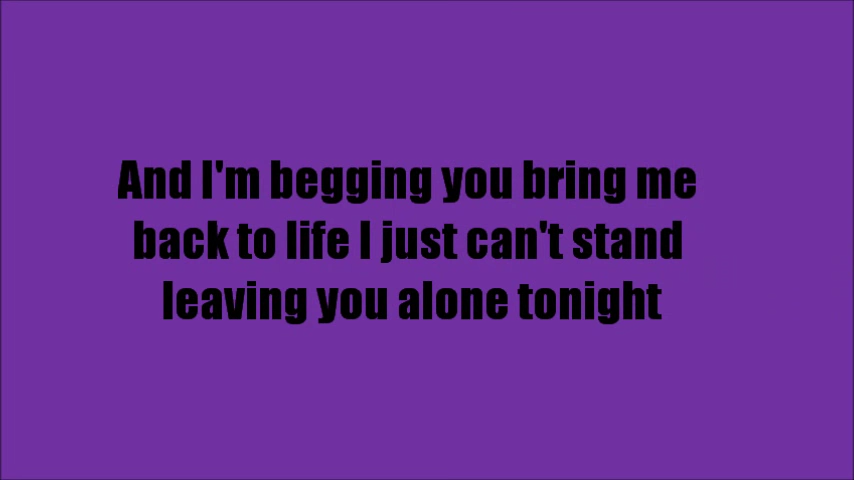 And I'm begging you bring me
back to life I just can't stand
leaving you alone tonight